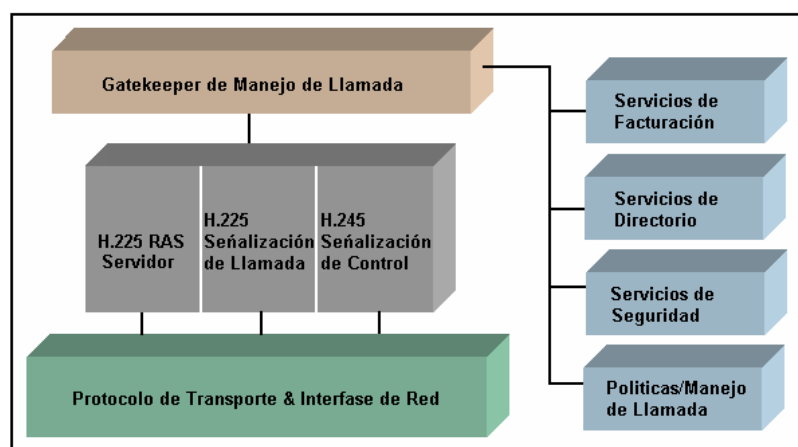 Gatekeeper de Manejo de Llamada
H.225 RAS
Servidor
H.225
Señalización
de Llamada
H.245
Señalización
de Control
Protocolo de Transporte & Interfase de Red
Servicios de
Facturación
Servicios de
Directorio
Servicios de
Seguridad
Politicas/Manejo
de Llamada